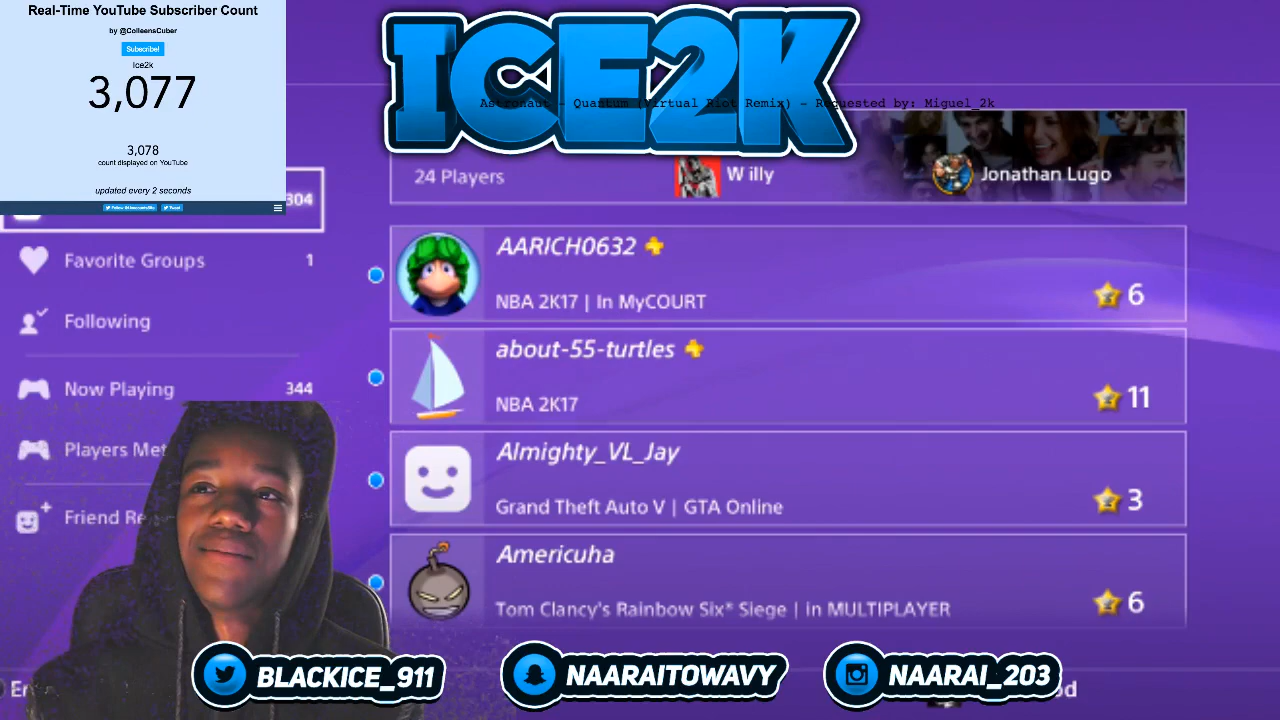 Real-Time YouTube Subscriber Count
by @ColleensCuber
Subscribe!
Ice2k
3,077
3,078
count displayed on YouTube
updated every 2 seconds
Tweet
ICE2K
Astronaut - Quantum (Virtual Riot Remix) - Requested by: Miguel_2k
24 Players
W illy
Jonathan Lugo
304
Favorite Groups 1
Following
Now Playing 344
Players Met
Friend Re
AARICH0632
NBA 2K17 | In MyCOURT
6
about-55-turtles
NBA 2K17
11
Almighty_VL_Jay
Grand Theft Auto V | GTA Online
3
Americuha
Tom Clancy's Rainbow Six* Siege | in MULTIPLAYER
6
BLACKICE_911
NAARAITOWAVY
NAARAI_203